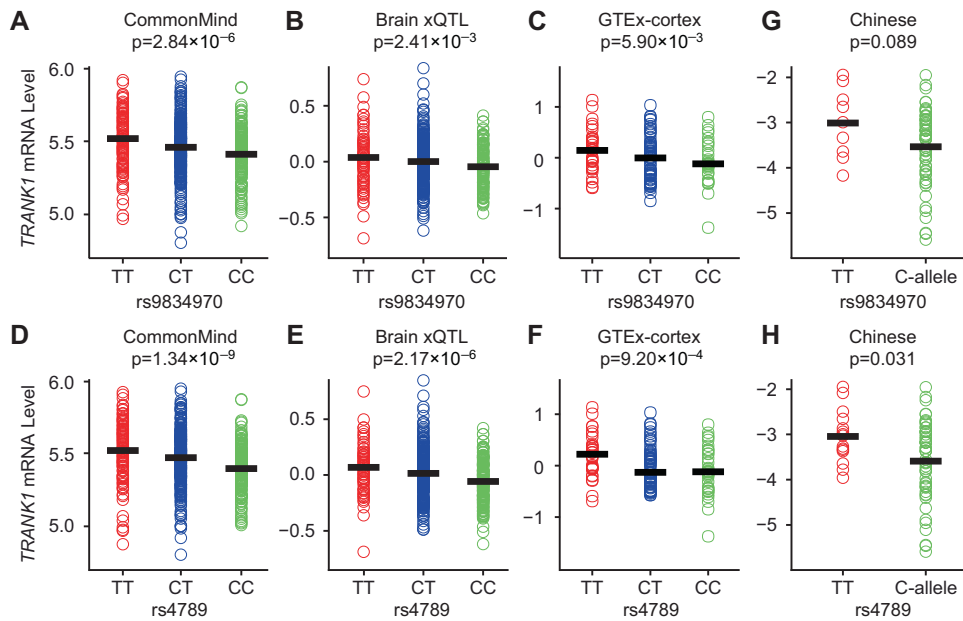 A
CommonMind
p=2.84×10⁻⁶
TRANK1 mRNA Level
6.0
5.5
5.0
TT CT CC
rs9834970
B
Brain xQTL
p=2.41×10⁻³
0.5
0.0
−0.5
TT CT CC
rs9834970
C
GTEx-cortex
p=5.90×10⁻³
1
0
−1
TT CT CC
rs9834970
G
Chinese
p=0.089
−2
−3
−4
−5
TT C-allele
rs9834970
D
CommonMind
p=1.34×10⁻⁹
TRANK1 mRNA Level
6.0
5.5
5.0
TT CT CC
rs4789
E
Brain xQTL
p=2.17×10⁻⁶
0.5
0.0
−0.5
TT CT CC
rs4789
F
GTEx-cortex
p=9.20×10⁻⁴
1
0
−1
TT CT CC
rs4789
H
Chinese
p=0.031
−2
−3
−4
−5
TT C-allele
rs4789